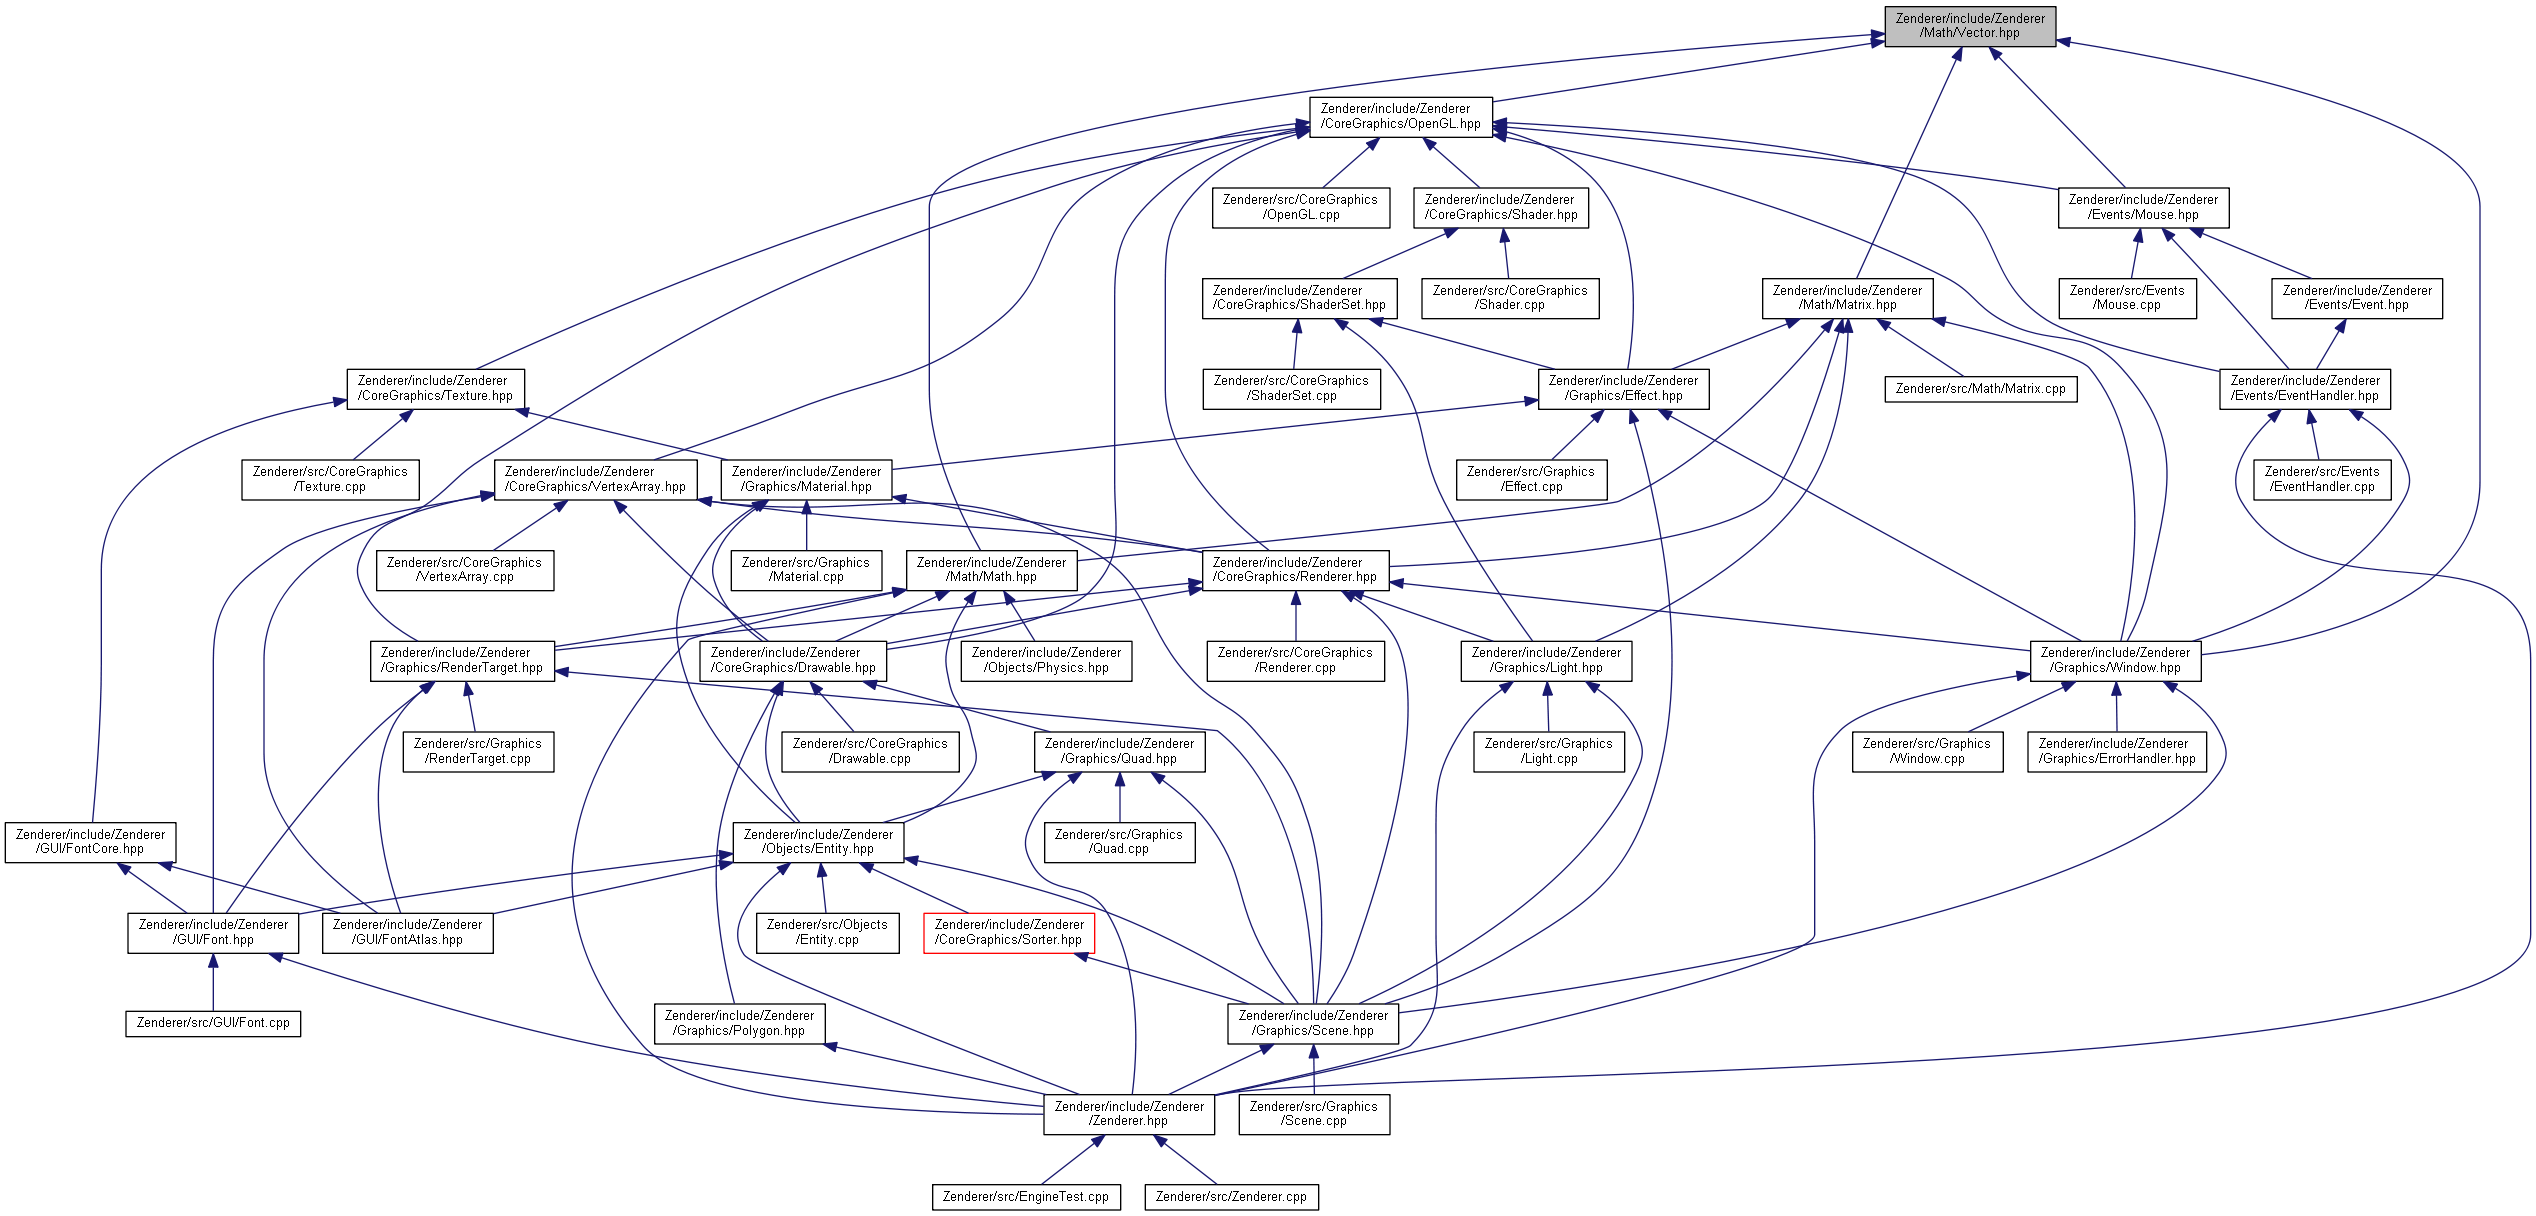 Zenderer/include/Zenderer
/Math/Vector.hpp
Zenderer/include/Zenderer
/CoreGraphics/OpenGL.hpp
Zenderer/src/CoreGraphics
/OpenGL.cpp
Zenderer/include/Zenderer
/CoreGraphics/Shader.hpp
Zenderer/include/Zenderer
/Events/Mouse.hpp
Zenderer/include/Zenderer
/CoreGraphics/ShaderSet.hpp
Zenderer/src/CoreGraphics
/Shader.cpp
Zenderer/include/Zenderer
/Math/Matrix.hpp
Zenderer/src/Events
/Mouse.cpp
Zenderer/include/Zenderer
/Events/Event.hpp
Zenderer/include/Zenderer
/CoreGraphics/Texture.hpp
Zenderer/src/CoreGraphics
/ShaderSet.cpp
Zenderer/include/Zenderer
/Graphics/Effect.hpp
Zenderer/src/Math/Matrix.cpp
Zenderer/include/Zenderer
/Events/EventHandler.hpp
Zenderer/src/CoreGraphics
/Texture.cpp
Zenderer/include/Zenderer
/CoreGraphics/VertexArray.hpp
Zenderer/include/Zenderer
/Graphics/Material.hpp
Zenderer/src/Graphics
/Effect.cpp
Zenderer/src/Events
/EventHandler.cpp
Zenderer/src/CoreGraphics
/VertexArray.cpp
Zenderer/src/Graphics
/Material.cpp
Zenderer/include/Zenderer
/Math/Math.hpp
Zenderer/include/Zenderer
/CoreGraphics/Renderer.hpp
Zenderer/include/Zenderer
/Graphics/RenderTarget.hpp
Zenderer/include/Zenderer
/CoreGraphics/Drawable.hpp
Zenderer/include/Zenderer
/Objects/Physics.hpp
Zenderer/src/CoreGraphics
/Renderer.cpp
Zenderer/include/Zenderer
/Graphics/Light.hpp
Zenderer/include/Zenderer
/Graphics/Window.hpp
Zenderer/src/Graphics
/RenderTarget.cpp
Zenderer/src/CoreGraphics
/Drawable.cpp
Zenderer/include/Zenderer
/Graphics/Quad.hpp
Zenderer/src/Graphics
/Light.cpp
Zenderer/src/Graphics
/Window.cpp
Zenderer/include/Zenderer
/Graphics/ErrorHandler.hpp
Zenderer/include/Zenderer
/GUI/FontCore.hpp
Zenderer/include/Zenderer
/Objects/Entity.hpp
Zenderer/src/Graphics
/Quad.cpp
Zenderer/include/Zenderer
/GUI/Font.hpp
Zenderer/include/Zenderer
/GUI/FontAtlas.hpp
Zenderer/src/Objects
/Entity.cpp
Zenderer/include/Zenderer
/CoreGraphics/Sorter.hpp
Zenderer/src/GUI/Font.cpp
Zenderer/include/Zenderer
/Graphics/Polygon.hpp
Zenderer/include/Zenderer
/Graphics/Scene.hpp
Zenderer/include/Zenderer
/Zenderer.hpp
Zenderer/src/Graphics
/Scene.cpp
Zenderer/src/EngineTest.cpp
Zenderer/src/Zenderer.cpp